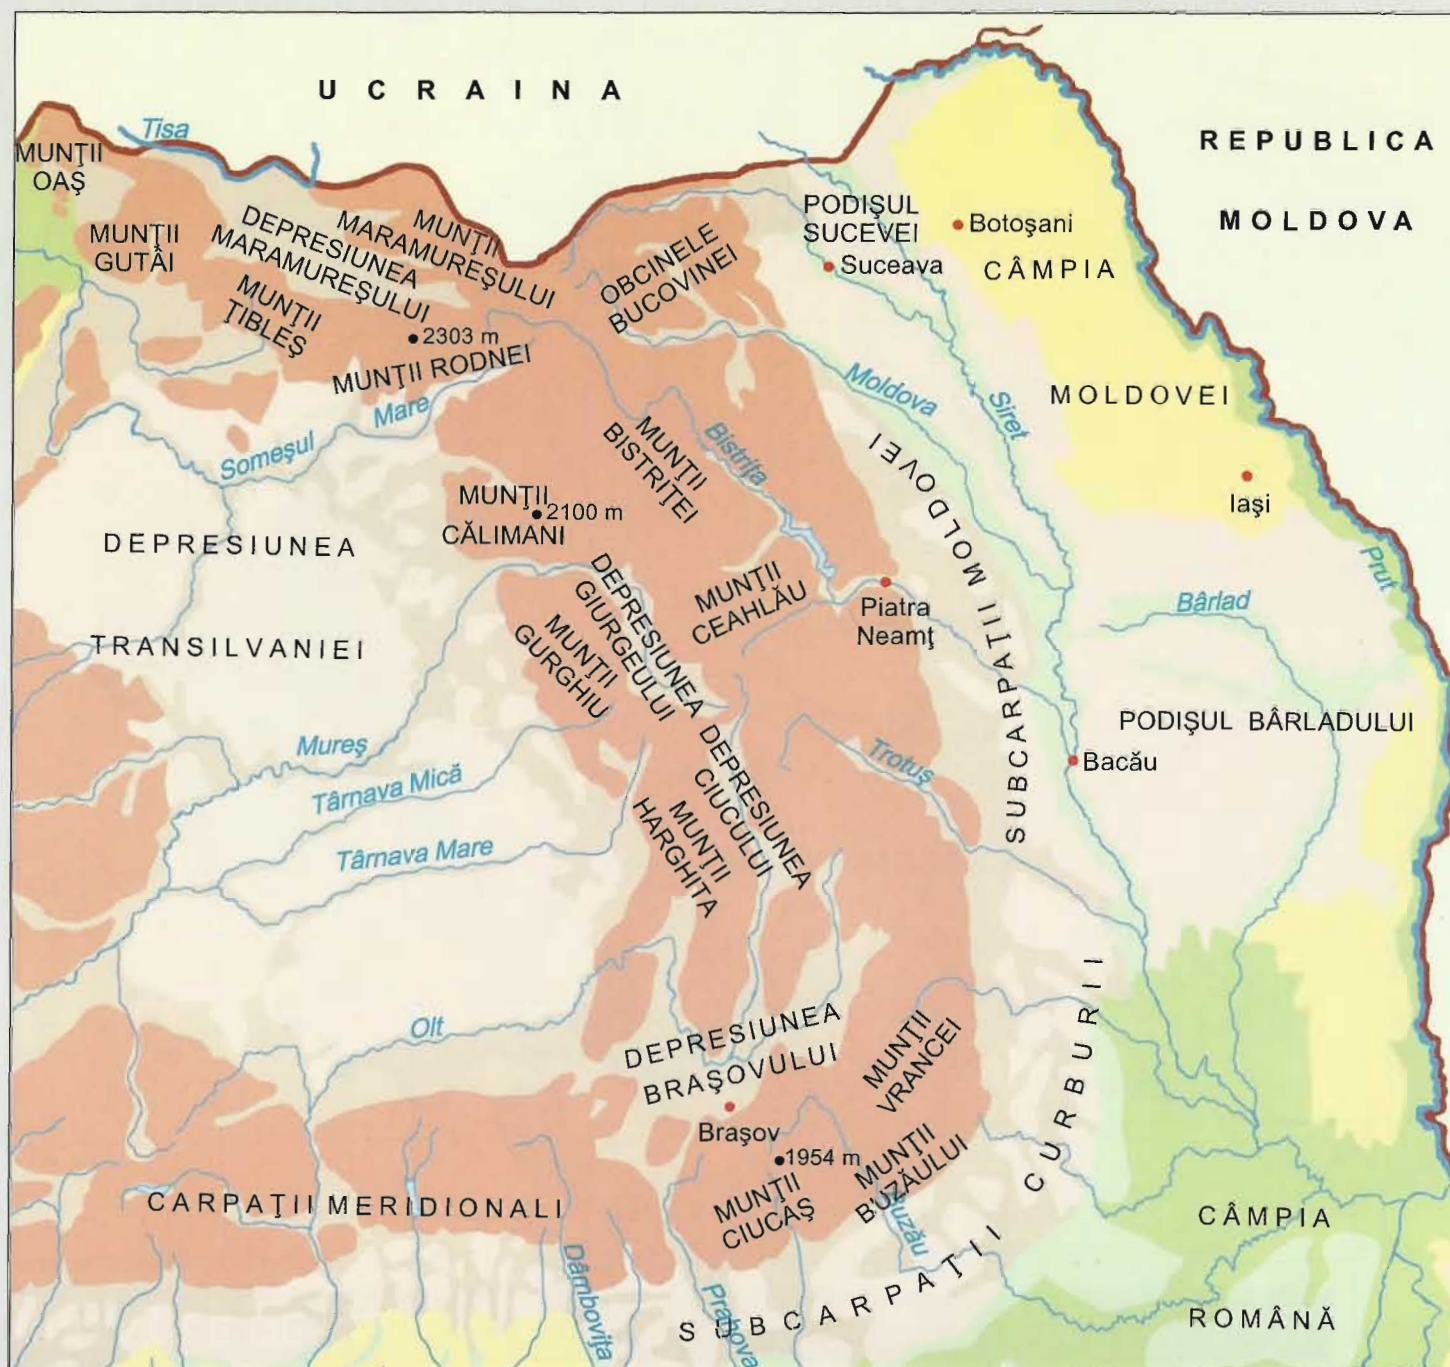 UCRAINA
REPUBLICA
MOLDOVA
Tisa
MUNŢII
OAŞ
MUNŢII
GUTÂI
DEPRESIUNEA
MARAMUREŞULUI
MUNŢII
MARAMUREŞULUI
MUNŢII
ŢIBLEŞ
2303 m
MUNŢII RODNEI
OBCINELE
BUCOVINEI
PODIŞUL
SUCEVEI
Suceava
Botoşani
CÂMPIA
MOLDOVEI
Iaşi
Moldova
Siret
Prut
Someşul
Mare
Bistriţa
MUNŢII
BISTRIŢEI
MUNŢII
2100 m
CĂLIMANI
DEPRESIUNEA
TRANSILVANIEI
DEPRESIUNEA
GIURGEULUI
MUNŢII
GURGHIU
MUNŢII
CEAHLĂU
Piatra
Neamţ
SUBCARPAŢII MOLDOVEI
Bârlad
PODIŞUL BÂRLADULUI
Bacău
Trotuş
Mureş
Târnava Mică
Târnava Mare
DEPRESIUNEA
CIUCULUI
MUNŢII
HARGHITA
Olt
DEPRESIUNEA
BRAŞOVULUI
Braşov
MUNŢII
VRANCEI
1954 m
MUNŢII
CIUCAŞ
MUNŢII
BUZĂULUI
Buzău
CARPAŢII MERIDIONALI
Dâmboviţa
Prahova
SUBCARPAŢII CURBURII
CÂMPIA
ROMÂNĂ